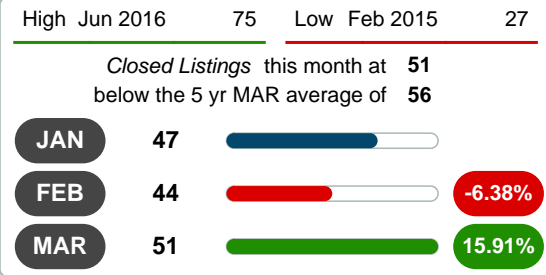 High Jun 2016 75 Low Feb 2015 27
Closed Listings this month at 51
below the 5 yr MAR average of 56
JAN 47
FEB 44 -6.38%
MAR 51 15.91%